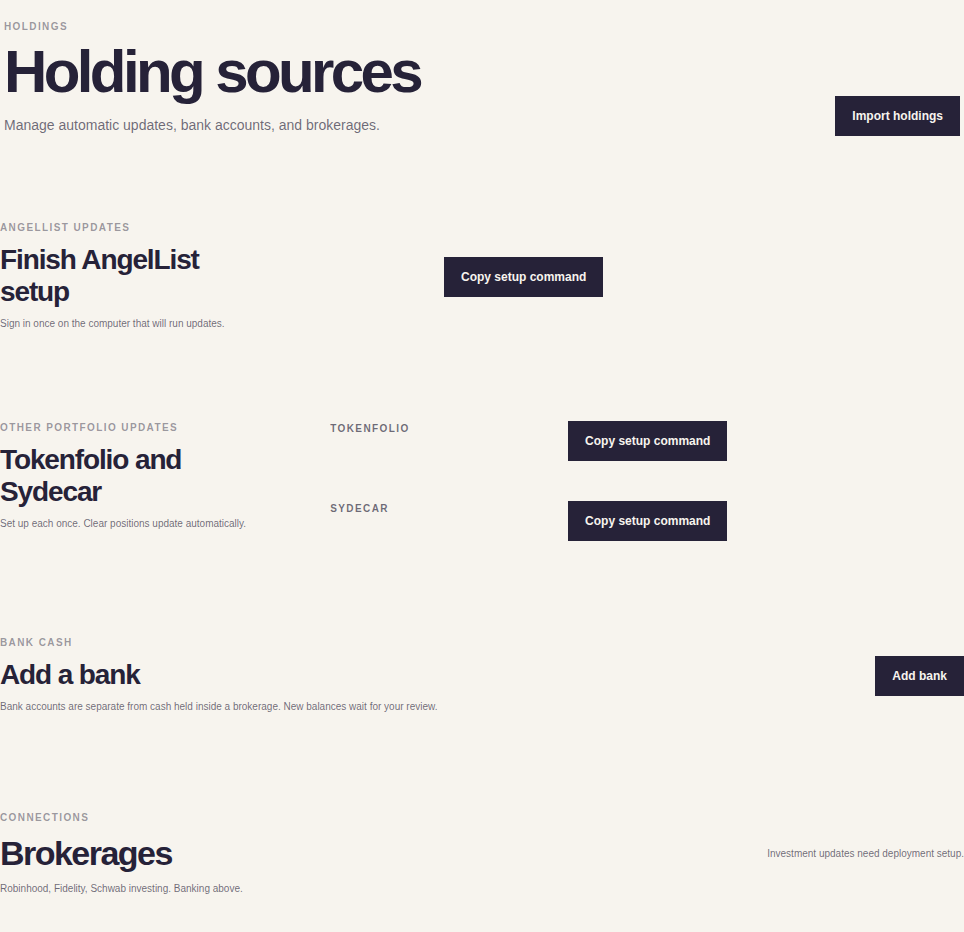 HOLDINGS
Holding sources
Manage automatic updates, bank accounts, and brokerages.
Import holdings
ANGELLIST UPDATES
Finish AngelList
setup
Sign in once on the computer that will run updates.
Copy setup command
OTHER PORTFOLIO UPDATES
Tokenfolio and
Sydecar
Set up each once. Clear positions update automatically.
TOKENFOLIO
Copy setup command
SYDECAR
Copy setup command
BANK CASH
Add a bank
Bank accounts are separate from cash held inside a brokerage. New balances wait for your review.
Add bank
CONNECTIONS
Brokerages
Robinhood, Fidelity, Schwab investing. Banking above.
Investment updates need deployment setup.